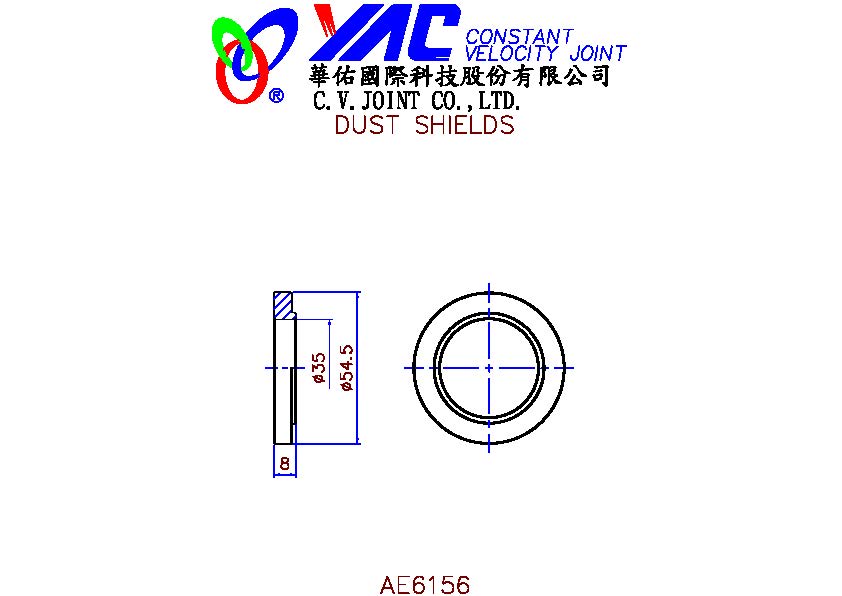 YAC CONSTANT
VELOCITY JOINT
®
華佑國際科技股份有限公司
C.V.JOINT CO.,LTD.
DUST SHIELDS
ø35
ø54.5
8
AE6156